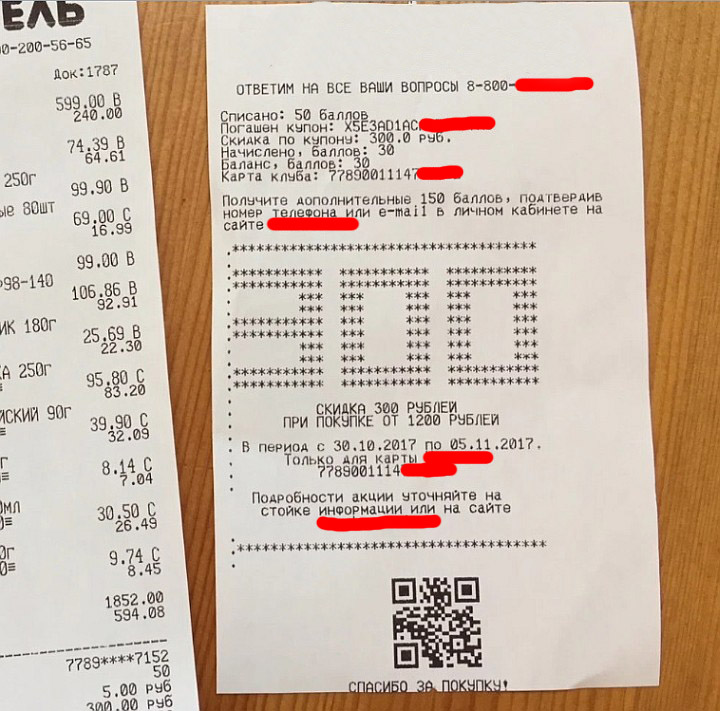 ЕЛЬ
0-200-56-65
Док:1787
599.00 В
240.00
74.39 В
64.61
250г
99.90 В
ые 80шт
69.00 С
16.99
99.00 В
98-140
106.86 В
92.91
ИК 180г
25.69 В
22.30
КА 250г
95.80 С
83.20
ЙСКИЙ 90г
39.90 С
32.09
8.14 С
7.04
0мл
30.50 С
26.49
0г
9.74 С
8.45
1852.00
594.08
7789****7152
50
5.00 руб
300.00 руб
ОТВЕТИМ НА ВСЕ ВАШИ ВОПРОСЫ 8-800-
Списано: 50 баллов
Погашен купон: X5E3AD1AC
Скидка по купону: 300.0 руб.
Начислено, баллов: 30
Баланс, баллов: 30
Карта клуба: 77890011147
Получите дополнительные 150 баллов, подтвердив
номер телефона или e-mail в личном кабинете на
сайте
300
СКИДКА 300 РУБЛЕЙ
ПРИ ПОКУПКЕ ОТ 1200 РУБЛЕЙ
В период с 30.10.2017 по 05.11.2017.
Только для карты
7789001114
Подробности акции уточняйте на
стойке информации или на сайте
СПАСИБО ЗА ПОКУПКУ!